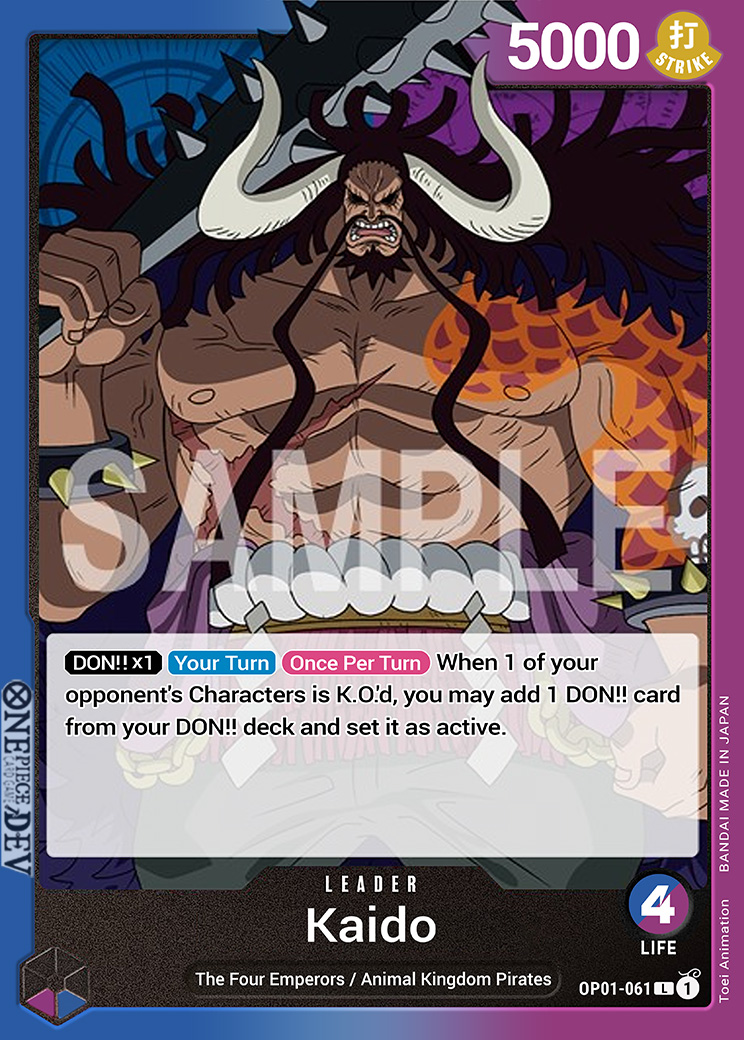 5000
打
STRIKE
SAMPLE
DON!! x1 Your Turn Once Per Turn When 1 of your
opponent's Characters is K.O.'d, you may add 1 DON!! card
from your DON!! deck and set it as active.
ONE PIECE
CARD GAME
.DEV
LEADER
Kaido
4
LIFE
The Four Emperors / Animal Kingdom Pirates
OP01-061 L 1
Toei Animation BANDAI MADE IN JAPAN